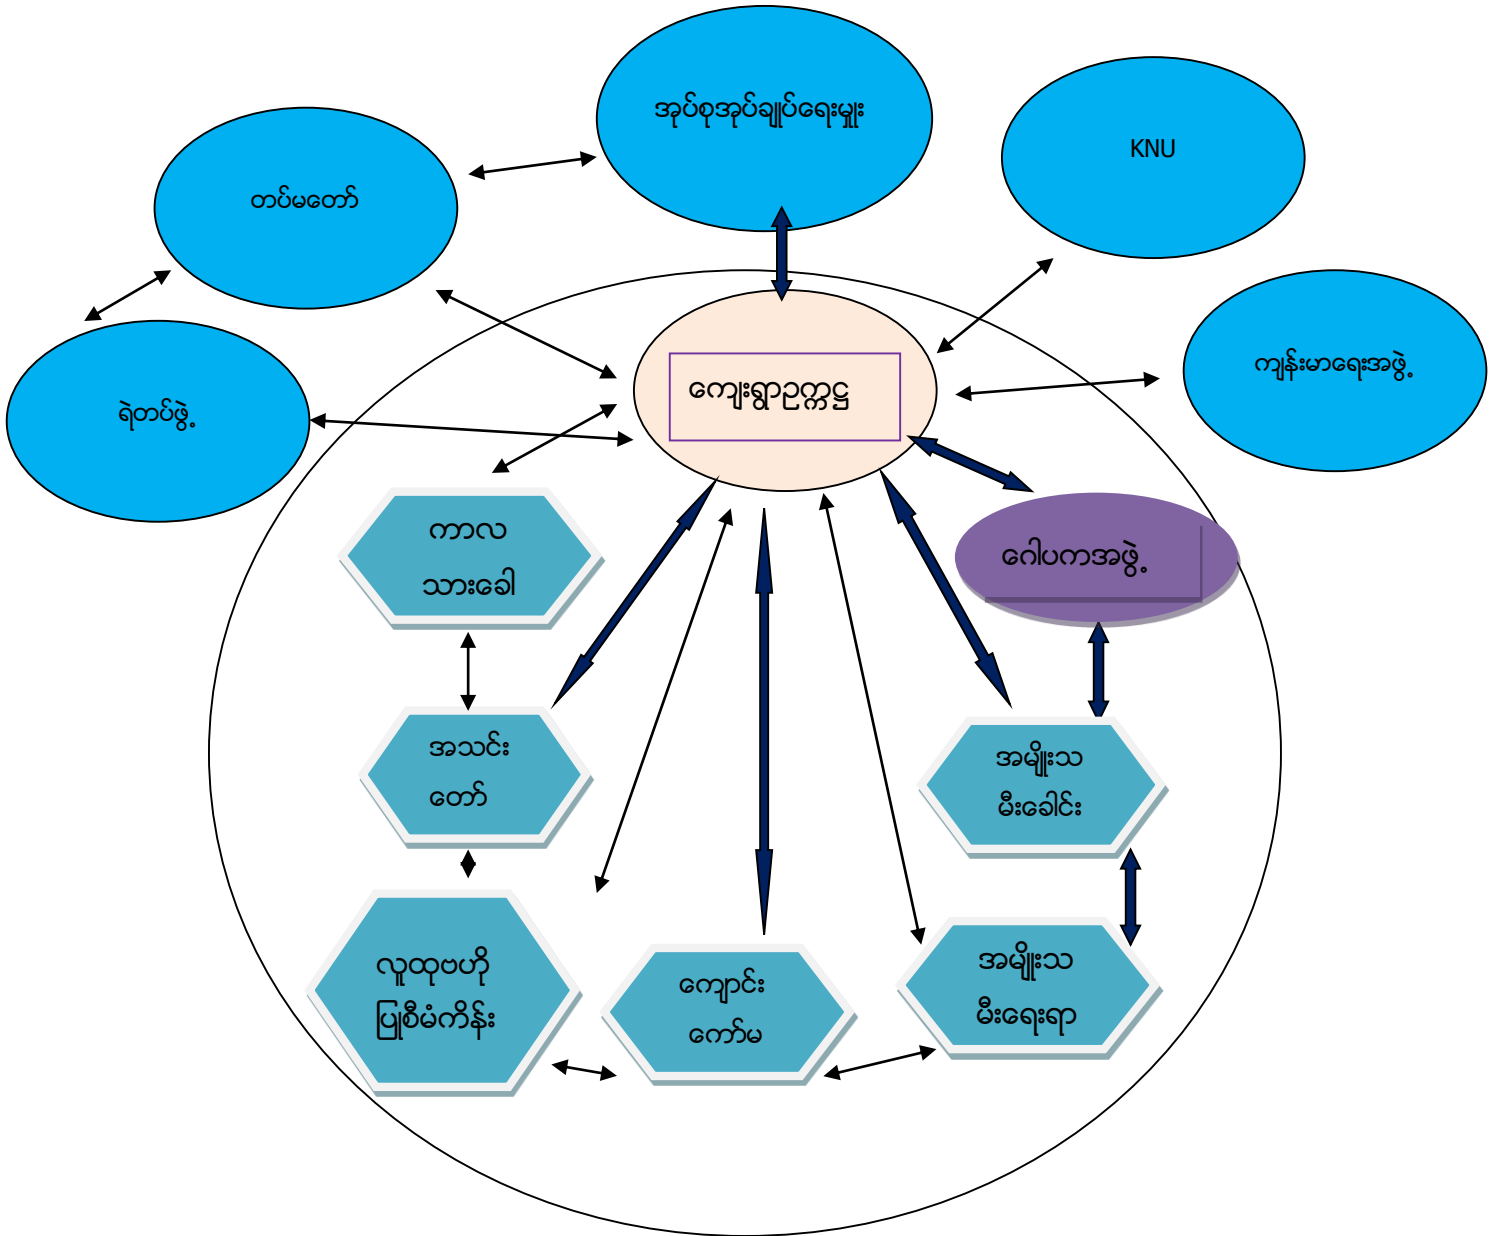 အုပ်စုအုပ်ချုပ်ရေးမှူး
KNU
တပ်မတော်
ကျန်းမာရေးအဖွဲ့
ရဲတပ်ဖွဲ့
ကျေးရွာဥက္ကဋ္ဌ
ကာလ
သားခေါ
ဂေါပကအဖွဲ့
အသင်း
တော်
အမျိုးသ
မီးခေါင်း
လူထုဗဟို
ပြုစီမံကိန်း
ကျောင်း
ကော်မ
အမျိုးသ
မီးရေးရာ